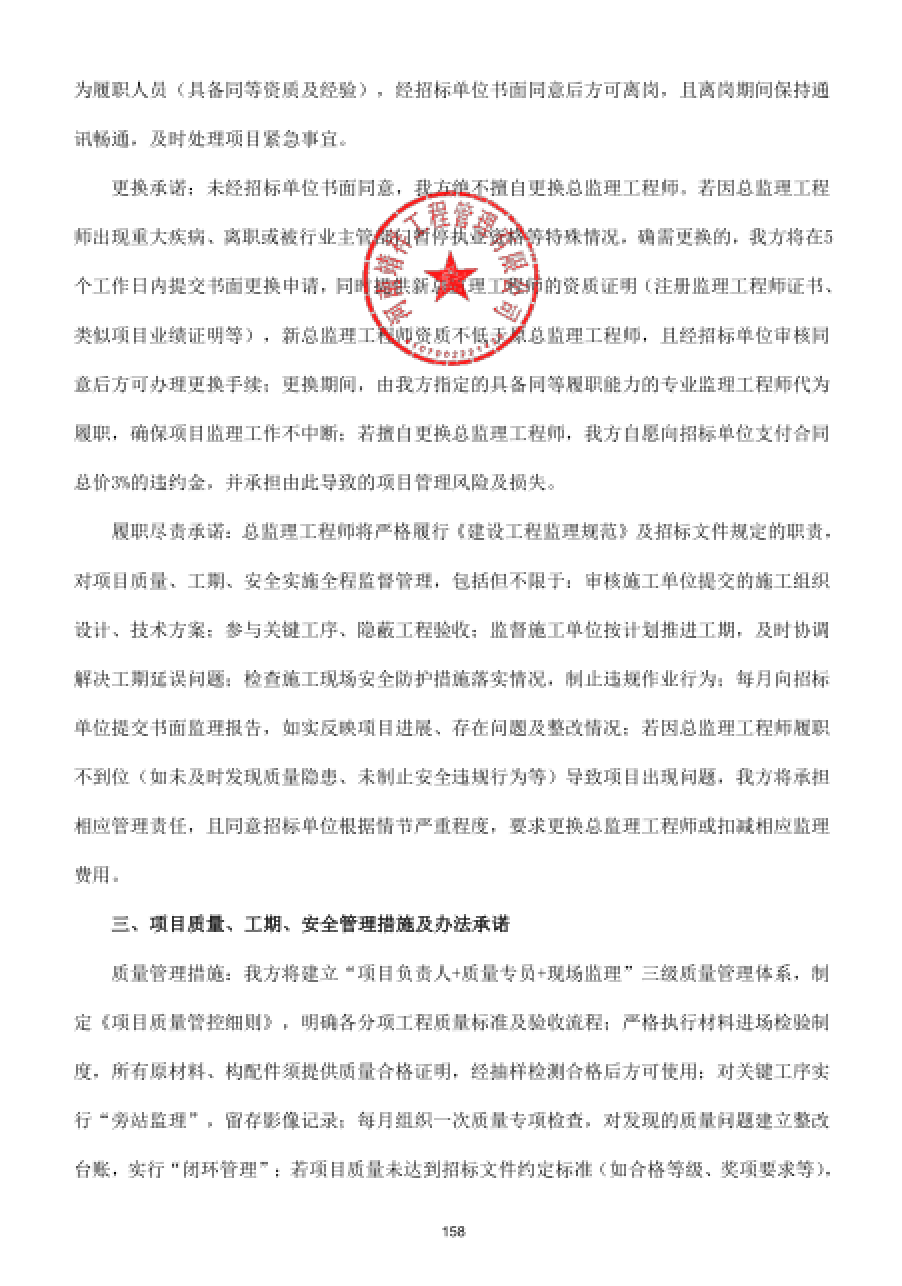 为履职人员（具备同等资质及经验），经招标单位书面同意后方可离岗，且离岗期间保持通
讯畅通，及时处理项目紧急事宜。
更换承诺：未经招标单位书面同意，我方绝不擅自更换总监理工程师。若因总监理工程
师出现重大疾病、离职或被行业主管部门暂停执业资格等特殊情况，确需更换的，我方将在5
个工作日内提交书面更换申请，同时提供新总监理工程师的资质证明（注册监理工程师证书、
类似项目业绩证明等），新总监理工程师资质不低于原总监理工程师，且经招标单位审核同
意后方可办理更换手续；更换期间，由我方指定的具备同等履职能力的专业监理工程师代为
履职，确保项目监理工作不中断；若擅自更换总监理工程师，我方自愿向招标单位支付合同
总价3%的违约金，并承担由此导致的项目管理风险及损失。
履职尽责承诺：总监理工程师将严格履行《建设工程监理规范》及招标文件规定的职责，
对项目质量、工期、安全实施全程监督管理，包括但不限于：审核施工单位提交的施工组织
设计、技术方案；参与关键工序、隐蔽工程验收；监督施工单位按计划推进工期，及时协调
解决工期延误问题；检查施工现场安全防护措施落实情况，制止违规作业行为；每月向招标
单位提交书面监理报告，如实反映项目进展、存在问题及整改情况；若因总监理工程师履职
不到位（如未及时发现质量隐患、未制止安全违规行为等）导致项目出现问题，我方将承担
相应管理责任，且同意招标单位根据情节严重程度，要求更换总监理工程师或扣减相应监理
费用。
三、项目质量、工期、安全管理措施及办法承诺
质量管理措施：我方将建立“项目负责人+质量专员+现场监理”三级质量管理体系，制
定《项目质量管控细则》，明确各分项工程质量标准及验收流程；严格执行材料进场检验制
度，所有原材料、构配件须提供质量合格证明，经抽样检测合格后方可使用；对关键工序实
行“旁站监理”，留存影像记录；每月组织一次质量专项检查，对发现的质量问题建立整改
台账，实行“闭环管理”；若项目质量未达到招标文件约定标准（如合格等级、奖项要求等），
158